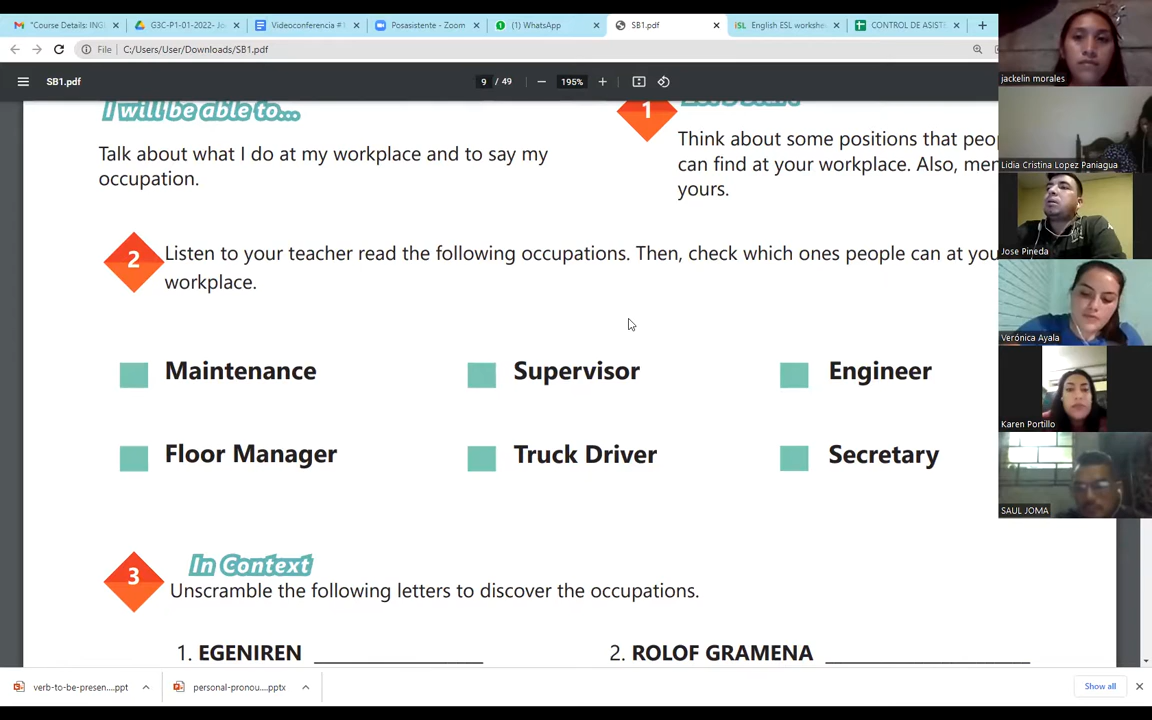 "Course Details: ING
G3C-P1-01-2022- Jo
Videoconferencia #1
Posasistente - Zoom
(1) WhatsApp
SB1.pdf
English ESL workshe
CONTROL DE ASIST
File
C:/Users/User/Downloads/SB1.pdf
SB1.pdf
9 / 49
195%
I will be able to...
1
Talk about what I do at my workplace and to say my
occupation.
Think about some positions that peo
can find at your workplace. Also, mer
yours.
2
Listen to your teacher read the following occupations. Then, check which ones people can at you
workplace.
Maintenance
Supervisor
Engineer
Floor Manager
Truck Driver
Secretary
3
In Context
Unscramble the following letters to discover the occupations.
1. EGENIREN
2. ROLOF GRAMENA
jackelin morales
Lidia Cristina Lopez Paniagua
Jose Pineda
Verónica Ayala
Karen Portillo
SAUL JOMA
verb-to-be-presen....ppt
personal-pronou....pptx
Show all